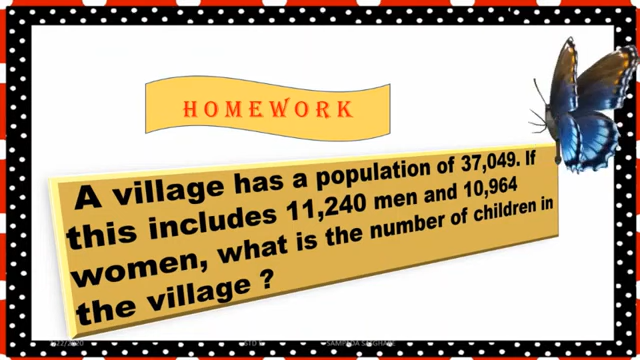 HOMEWORK
A village has a population of 37,049. If
this includes 11,240 men and 10,964
women, what is the number of children in
the village ?